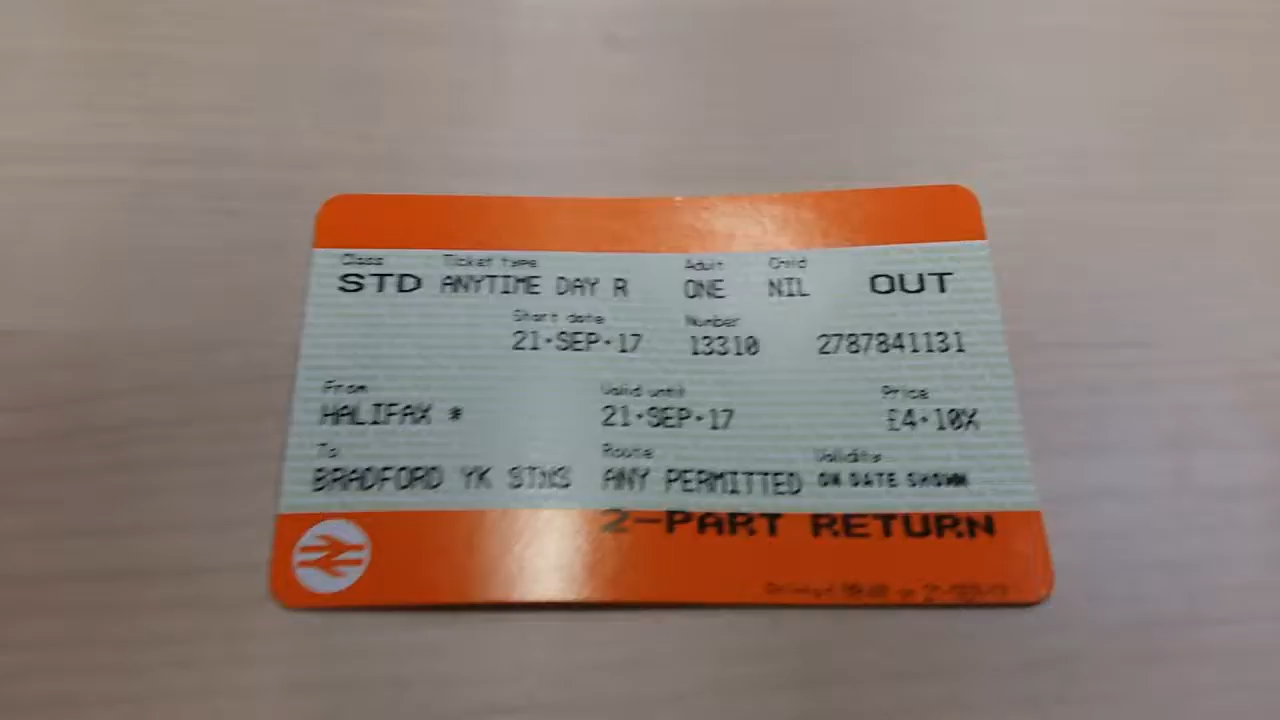 Class Ticket type Adult Child
STD ANYTIME DAY R ONE NIL OUT
Start date Number
21·SEP·17 13310 2787841131
From Valid until Price
HALIFAX * 21·SEP·17 £4·10X
To Route Validity
BRADFORD YK STNS ANY PERMITTED ON DATE SHOWN
2-PART RETURN